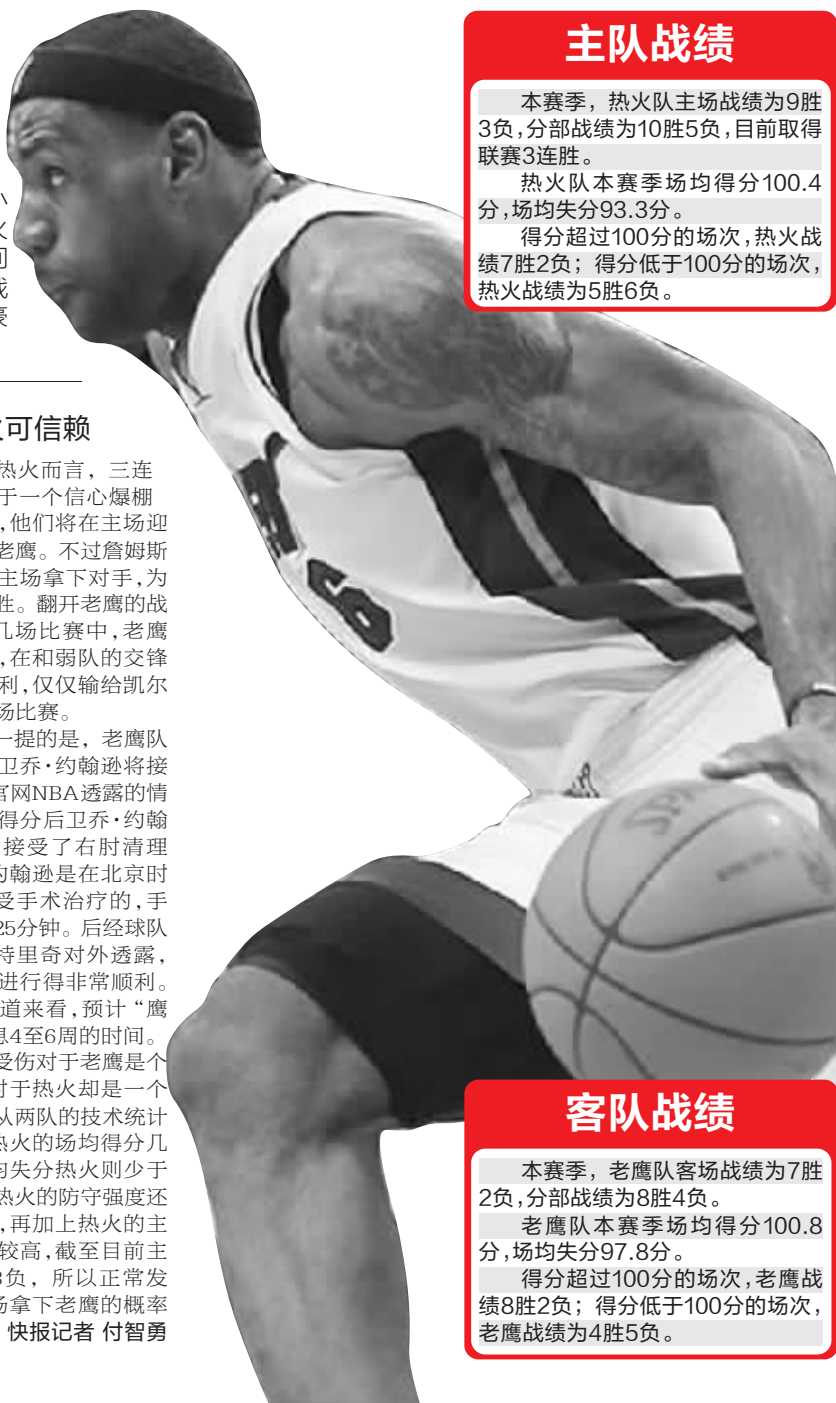 主队战绩
本赛季，热火队主场战绩为9胜
3负,分部战绩为10胜5负,目前取得
联赛3连胜。
热火队本赛季场均得分100.4
分,场均失分93.3分。
得分超过100分的场次,热火战
绩7胜2负；得分低于100分的场次,
热火战绩为5胜6负。
可信赖
热火而言，三连
于一个信心爆棚
,他们将在主场迎
老鹰。不过詹姆斯
主场拿下对手,为
胜。翻开老鹰的战
几场比赛中,老鹰
,在和弱队的交锋
利,仅仅输给凯尔
场比赛。
一提的是，老鹰队
卫乔·约翰逊将接
官网NBA透露的情
得分后卫乔·约翰
接受了右肘清理
约翰逊是在北京时
受手术治疗的,手
25分钟。后经球队
特里奇对外透露，
进行得非常顺利。
道来看,预计“鹰
息4至6周的时间。
受伤对于老鹰是个
对于热火却是一个
从两队的技术统计
热火的场均得分几
均失分热火则少于
热火的防守强度还
,再加上热火的主
较高,截至目前主
3负，所以正常发
场拿下老鹰的概率
快报记者 付智勇
客队战绩
本赛季，老鹰队客场战绩为7胜
2负,分部战绩为8胜4负。
老鹰队本赛季场均得分100.8
分,场均失分97.8分。
得分超过100分的场次,老鹰战
绩8胜2负；得分低于100分的场次,
老鹰战绩为4胜5负。